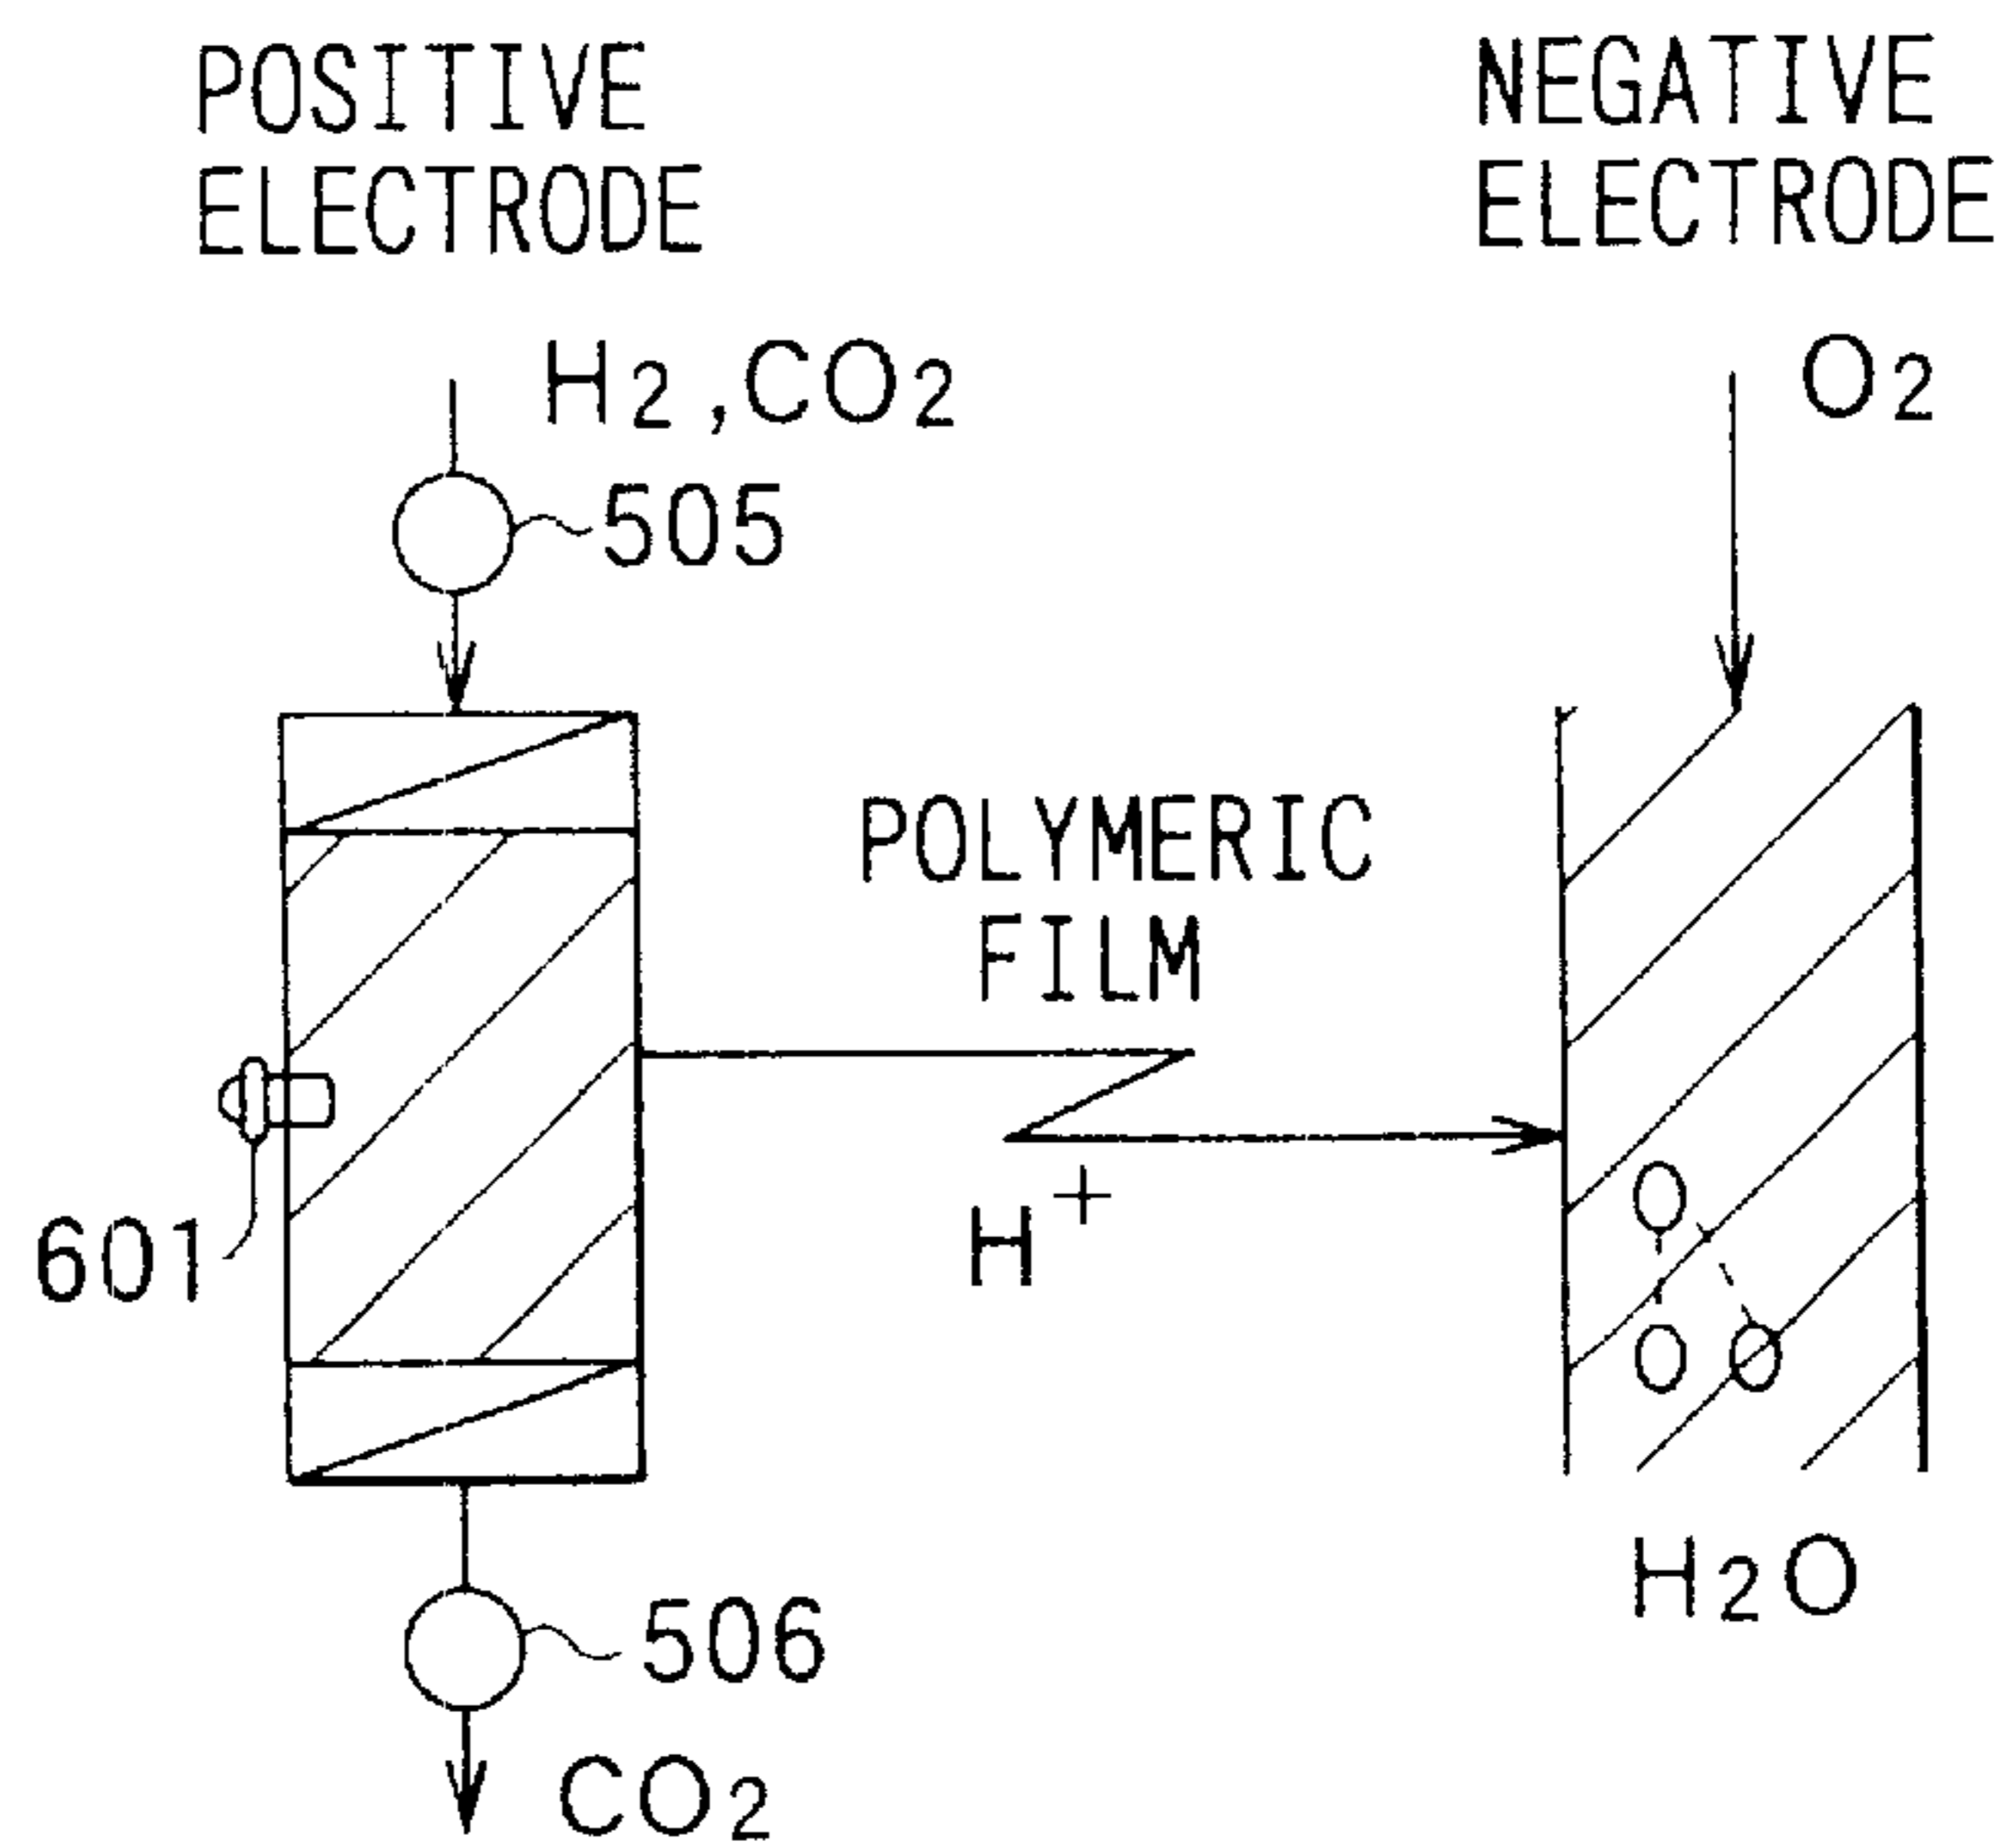 POSITIVE
ELECTRODE
NEGATIVE
ELECTRODE
H2,CO2
O2
505
POLYMERIC
FILM
H+
601
H2O
506
CO2